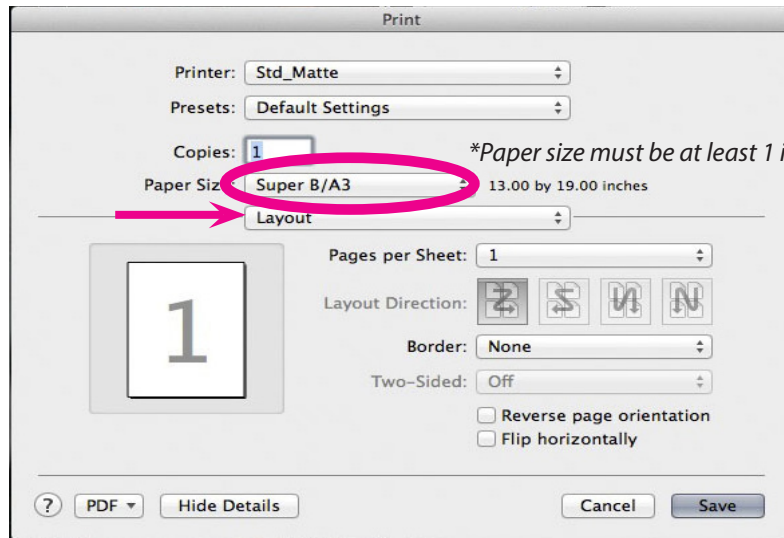 Print
Printer: Std_Matte
Presets: Default Settings
Copies: 1
*Paper size must be at least 1 i
Paper Siz : Super B/A3 13.00 by 19.00 inches
Layout
1
Pages per Sheet: 1
Layout Direction:
Border: None
Two-Sided: Off
Reverse page orientation
Flip horizontally
? PDF Hide Details Cancel Save